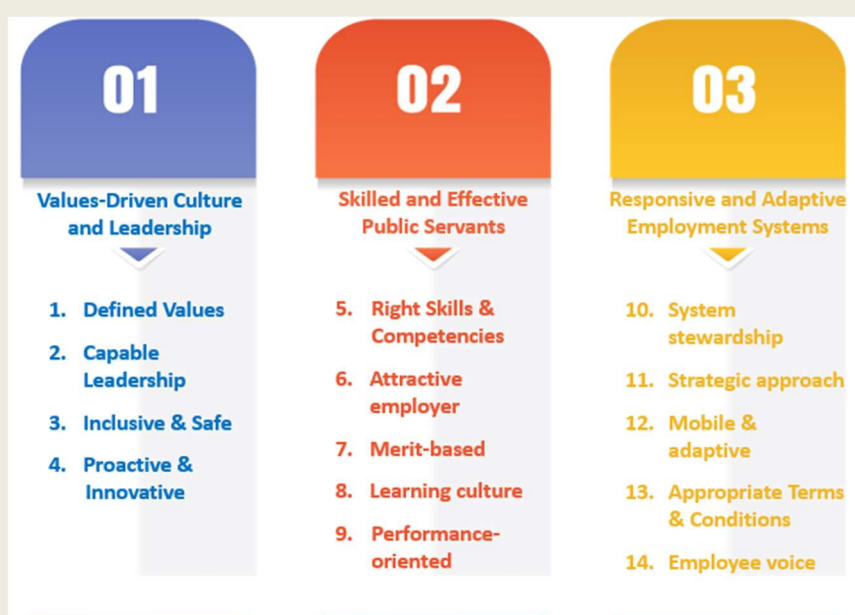 01
Values-Driven Culture
and Leadership
1. Defined Values
2. Capable
Leadership
3. Inclusive & Safe
4. Proactive &
Innovative
02
Skilled and Effective
Public Servants
5. Right Skills &
Competencies
6. Attractive
employer
7. Merit-based
8. Learning culture
9. Performance-
oriented
03
Responsive and Adaptive
Employment Systems
10. System
stewardship
11. Strategic approach
12. Mobile &
adaptive
13. Appropriate Terms
& Conditions
14. Employee voice